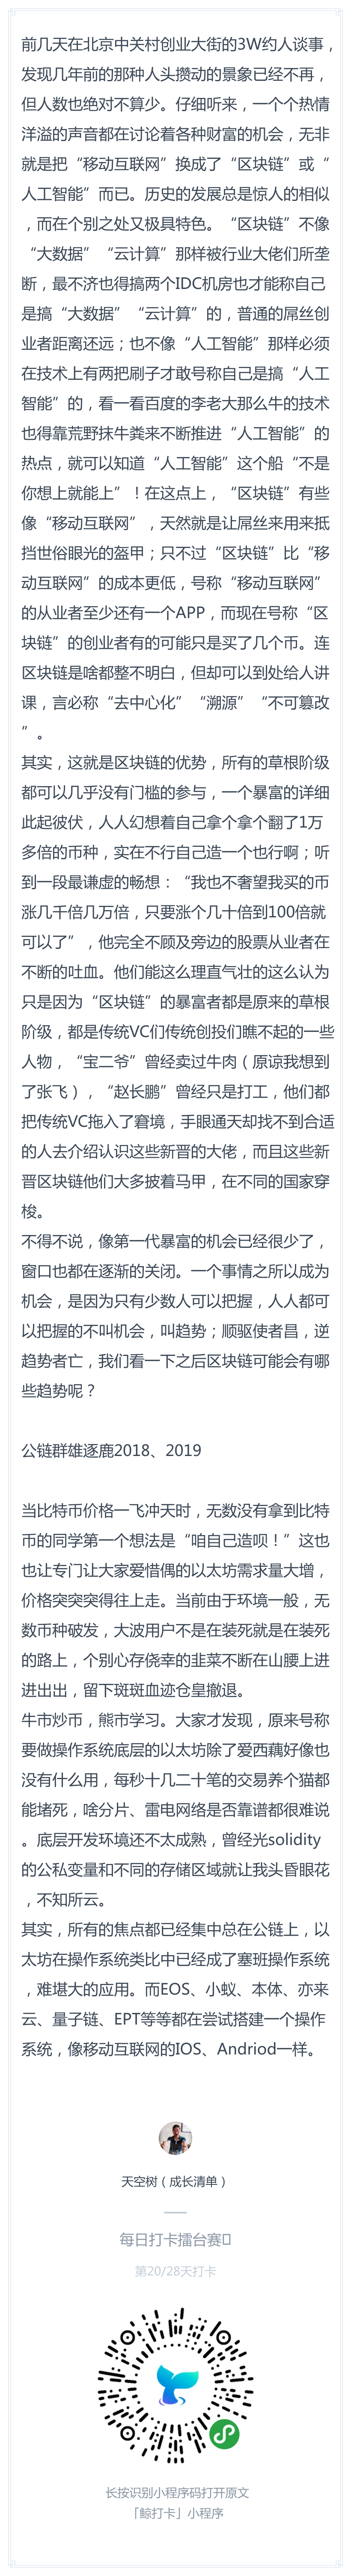 前几天在北京中关村创业大街的3W约人谈事，
发现几年前的那种人头攒动的景象已经不再，
但人数也绝对不算少。仔细听来，一个个热情
洋溢的声音都在讨论着各种财富的机会，无非
就是把“移动互联网”换成了“区块链”或“
人工智能”而已。历史的发展总是惊人的相似
，而在个别之处又极具特色。“区块链”不像
“大数据”“云计算”那样被行业大佬们所垄
断，最不济也得搞两个IDC机房也才能称自己
是搞“大数据”“云计算”的，普通的屌丝创
业者距离还远；也不像“人工智能”那样必须
在技术上有两把刷子才敢号称自己是搞“人工
智能”的，看一看百度的李老大那么牛的技术
也得靠荒野抹牛粪来不断推进“人工智能”的
热点，就可以知道“人工智能”这个船“不是
你想上就能上”！在这点上，“区块链”有些
像“移动互联网”，天然就是让屌丝来用来抵
挡世俗眼光的盔甲；只不过“区块链”比“移
动互联网”的成本更低，号称“移动互联网”
的从业者至少还有一个APP，而现在号称“区
块链”的创业者有的可能只是买了几个币。连
区块链是啥都整不明白，但却可以到处给人讲
课，言必称“去中心化”“溯源”“不可篡改
”。
其实，这就是区块链的优势，所有的草根阶级
都可以几乎没有门槛的参与，一个暴富的详细
此起彼伏，人人幻想着自己拿个拿个翻了1万
多倍的币种，实在不行自己造一个也行啊；听
到一段最谦虚的畅想：“我也不奢望我买的币
涨几千倍几万倍，只要涨个几十倍到100倍就
可以了”，他完全不顾及旁边的股票从业者在
不断的吐血。他们能这么理直气壮的这么认为
只是因为“区块链”的暴富者都是原来的草根
阶级，都是传统VC们传统创投们瞧不起的一些
人物，“宝二爷”曾经卖过牛肉（原谅我想到
了张飞），“赵长鹏”曾经只是打工，他们都
把传统VC拖入了窘境，手眼通天却找不到合适
的人去介绍认识这些新晋的大佬，而且这些新
晋区块链他们大多披着马甲，在不同的国家穿
梭。
不得不说，像第一代暴富的机会已经很少了，
窗口也都在逐渐的关闭。一个事情之所以成为
机会，是因为只有少数人可以把握，人人都可
以把握的不叫机会，叫趋势；顺驱使者昌，逆
趋势者亡，我们看一下之后区块链可能会有哪
些趋势呢？
公链群雄逐鹿2018、2019
当比特币价格一飞冲天时，无数没有拿到比特
币的同学第一个想法是“咱自己造呗！”这也
也让专门让大家爱惜偶的以太坊需求量大增，
价格突突突得往上走。当前由于环境一般，无
数币种破发，大波用户不是在装死就是在装死
的路上，个别心存侥幸的韭菜不断在山腰上进
进出出，留下斑斑血迹仓皇撤退。
牛市炒币，熊市学习。大家才发现，原来号称
要做操作系统底层的以太坊除了爱西藕好像也
没有什么用，每秒十几二十笔的交易养个猫都
能堵死，啥分片、雷电网络是否靠谱都很难说
。底层开发环境还不太成熟，曾经光solidity
的公私变量和不同的存储区域就让我头昏眼花
，不知所云。
其实，所有的焦点都已经集中总在公链上，以
太坊在操作系统类比中已经成了塞班操作系统
，难堪大的应用。而EOS、小蚁、本体、亦来
云、量子链、EPT等等都在尝试搭建一个操作
系统，像移动互联网的IOS、Andriod一样。
天空树（成长清单）
每日打卡擂台赛
第20/28天打卡
长按识别小程序码打开原文
「鲸打卡」小程序